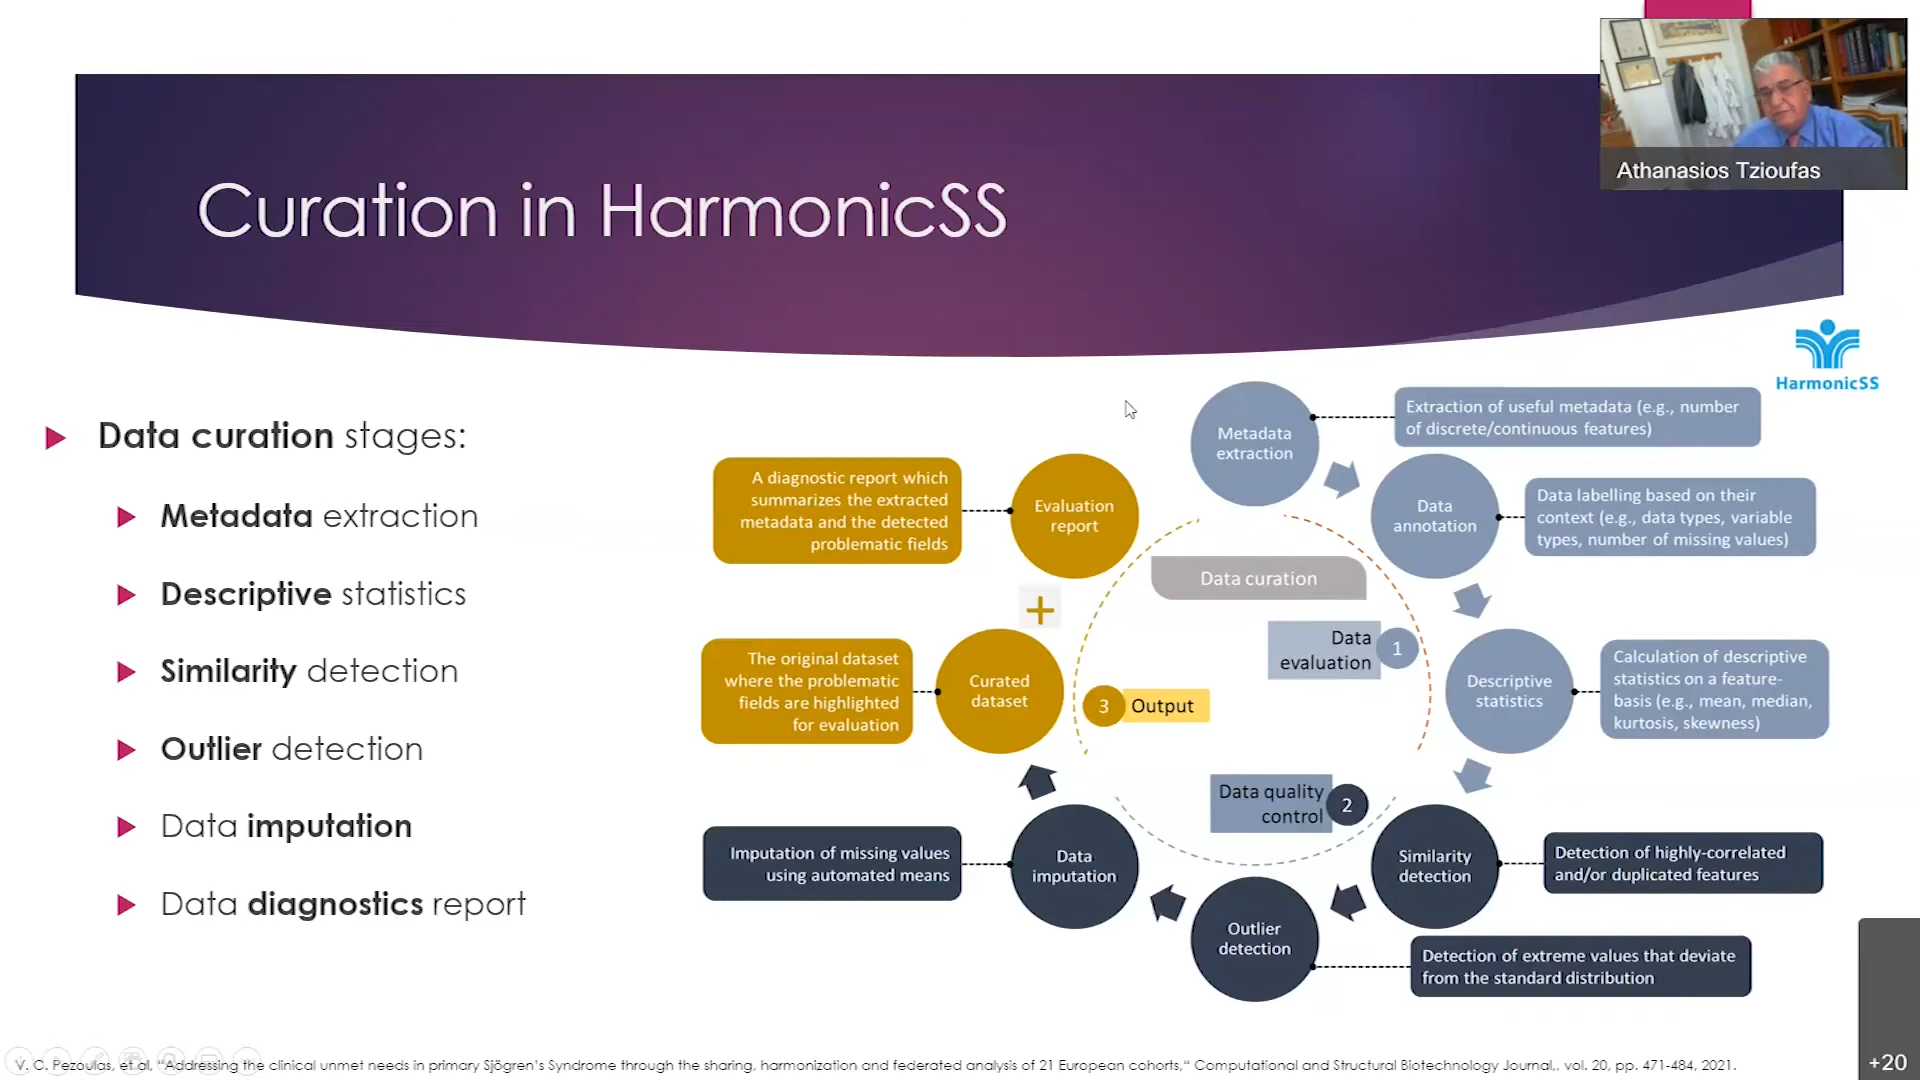 Athanasios Tzioufas
Curation in HarmonicSS
HarmonicSS
Data curation stages:
Metadata extraction
Descriptive statistics
Similarity detection
Outlier detection
Data imputation
Data diagnostics report
Metadata
extraction
Extraction of useful metadata (e.g., number
of discrete/continuous features)
Data
annotation
Data labelling based on their
context (e.g., data types, variable
types, number of missing values)
Descriptive
statistics
Calculation of descriptive
statistics on a feature-
basis (e.g., mean, median,
kurtosis, skewness)
Similarity
detection
Detection of highly-correlated
and/or duplicated features
Outlier
detection
Detection of extreme values that deviate
from the standard distribution
Data
imputation
Imputation of missing values
using automated means
Curated
dataset
The original dataset
where the problematic
fields are highlighted
for evaluation
+
Evaluation
report
A diagnostic report which
summarizes the extracted
metadata and the detected
problematic fields
Data curation
Data
evaluation
1
Data quality
control
2
3
Output
V. C. Pezoulas, et al, "Addressing the clinical unmet needs in primary Sjögren's Syndrome through the sharing, harmonization and federated analysis of 21 European cohorts," Computational and Structural Biotechnology Journal,, vol. 20, pp. 471-484, 2021.
+20